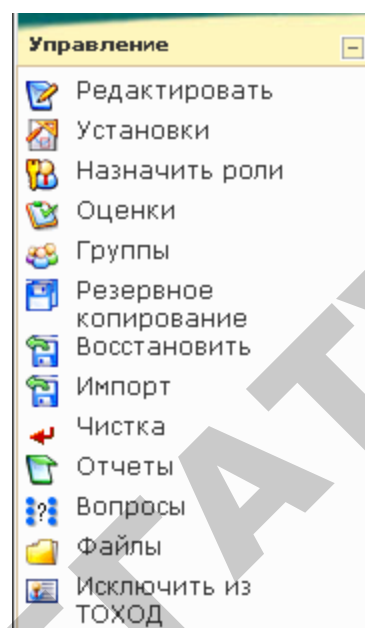 Управление
Редактировать
Установки
Назначить роли
Оценки
Группы
Резервное
копирование
Восстановить
Импорт
Чистка
Отчеты
Вопросы
Файлы
Исключить из
ТОХОД